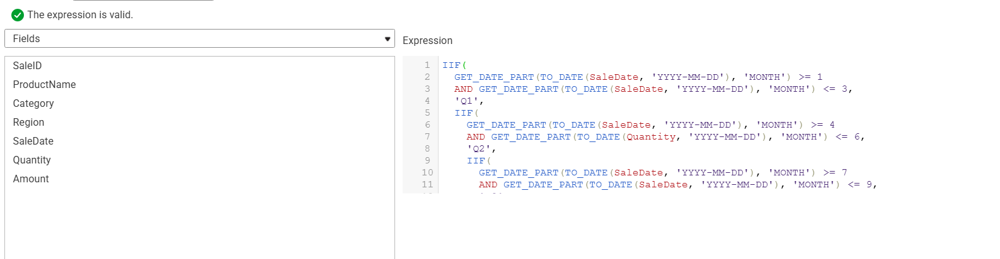 The expression is valid.
Fields
Expression
SaleID
ProductName
Category
Region
SaleDate
Quantity
Amount
1 IIF(
2 GET_DATE_PART(TO_DATE(SaleDate, 'YYYY-MM-DD'), 'MONTH') >= 1
3 AND GET_DATE_PART(TO_DATE(SaleDate, 'YYYY-MM-DD'), 'MONTH') <= 3,
4 'Q1',
5 IIF(
6 GET_DATE_PART(TO_DATE(SaleDate, 'YYYY-MM-DD'), 'MONTH') >= 4
7 AND GET_DATE_PART(TO_DATE(Quantity, 'YYYY-MM-DD'), 'MONTH') <= 6,
8 'Q2',
9 IIF(
10 GET_DATE_PART(TO_DATE(SaleDate, 'YYYY-MM-DD'), 'MONTH') >= 7
11 AND GET_DATE_PART(TO_DATE(SaleDate, 'YYYY-MM-DD'), 'MONTH') <= 9,